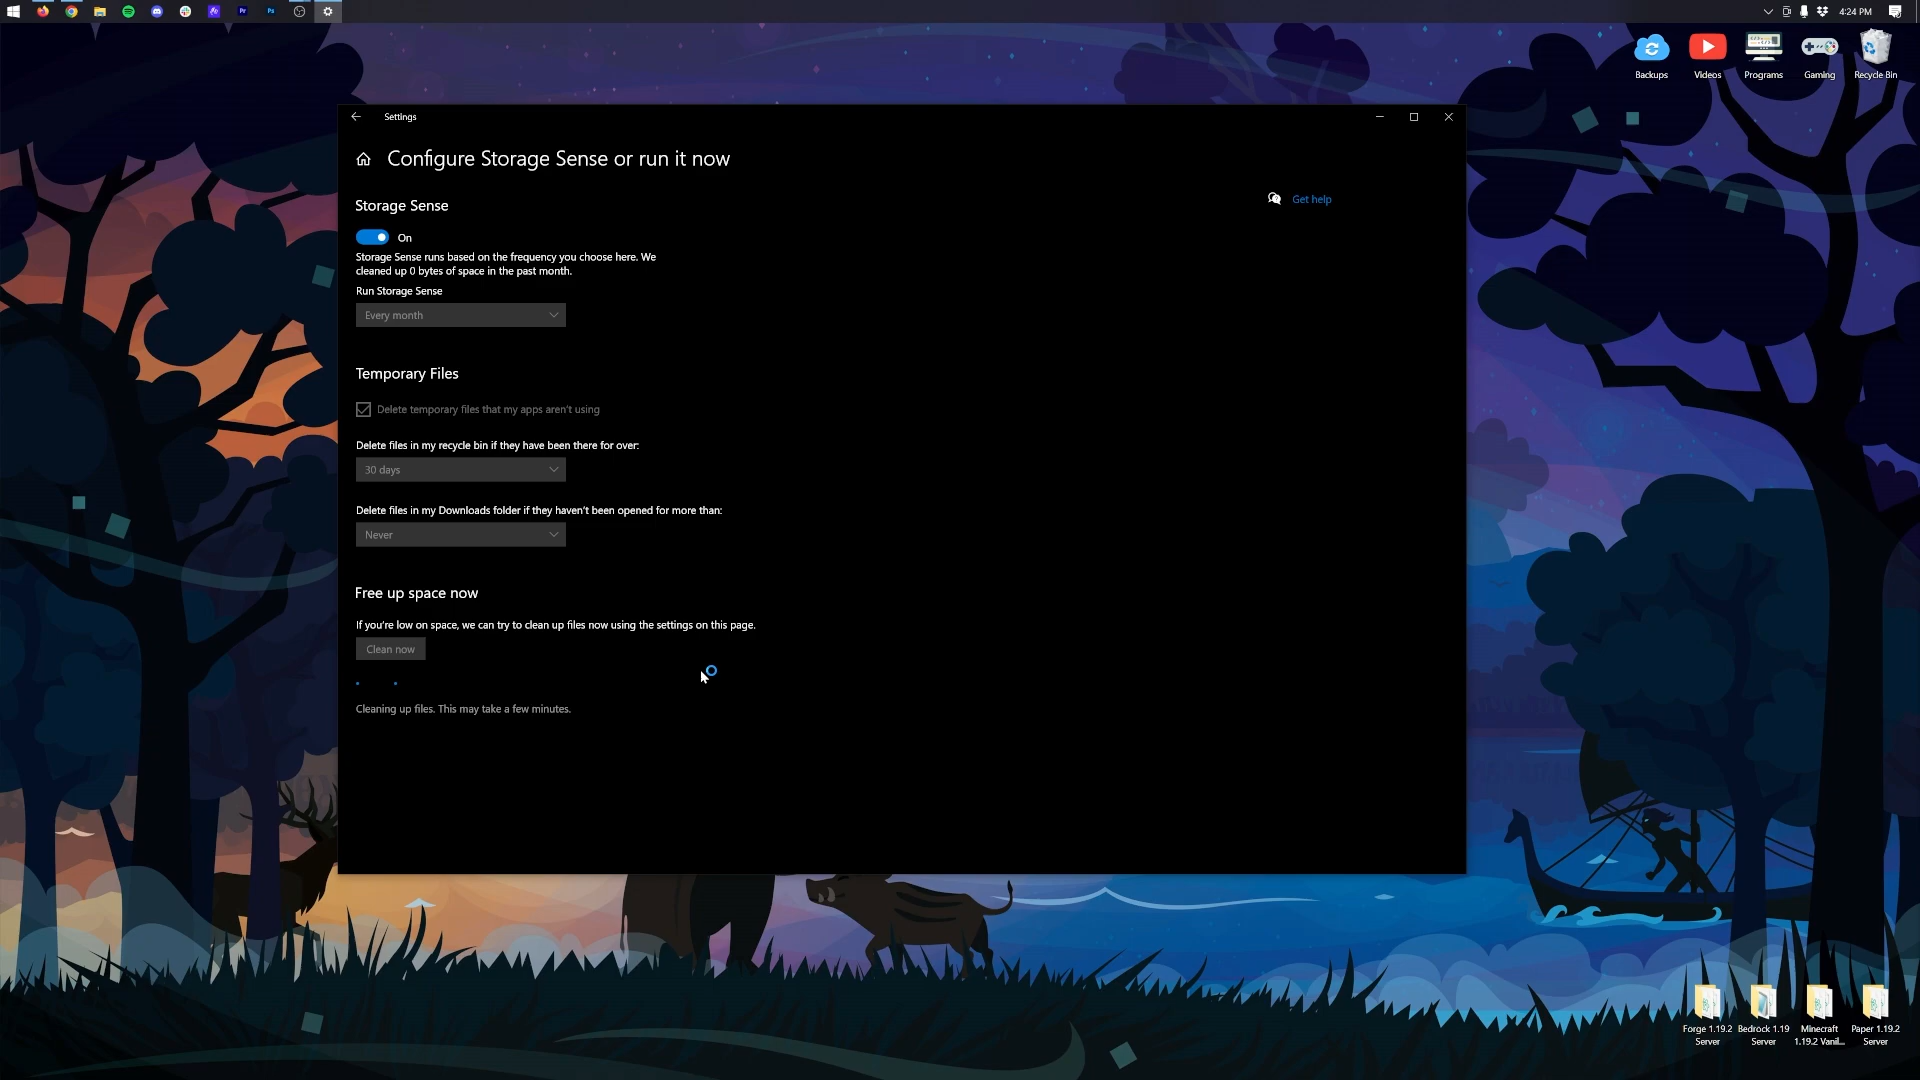 4:24 PM
Backups
Videos
Programs
Gaming
Recycle Bin
Settings
Configure Storage Sense or run it now
Storage Sense
Get help
On
Storage Sense runs based on the frequency you choose here. We
cleaned up 0 bytes of space in the past month.
Run Storage Sense
Every month
Temporary Files
Delete temporary files that my apps aren't using
Delete files in my recycle bin if they have been there for over:
30 days
Delete files in my Downloads folder if they haven't been opened for more than:
Never
Free up space now
If you're low on space, we can try to clean up files now using the settings on this page.
Clean now
Cleaning up files. This may take a few minutes.
Forge 1.19.2
Server
Bedrock 1.19
Server
Minecraft
1.19.2 Vanil...
Paper 1.19.2
Server
Pr
Ps